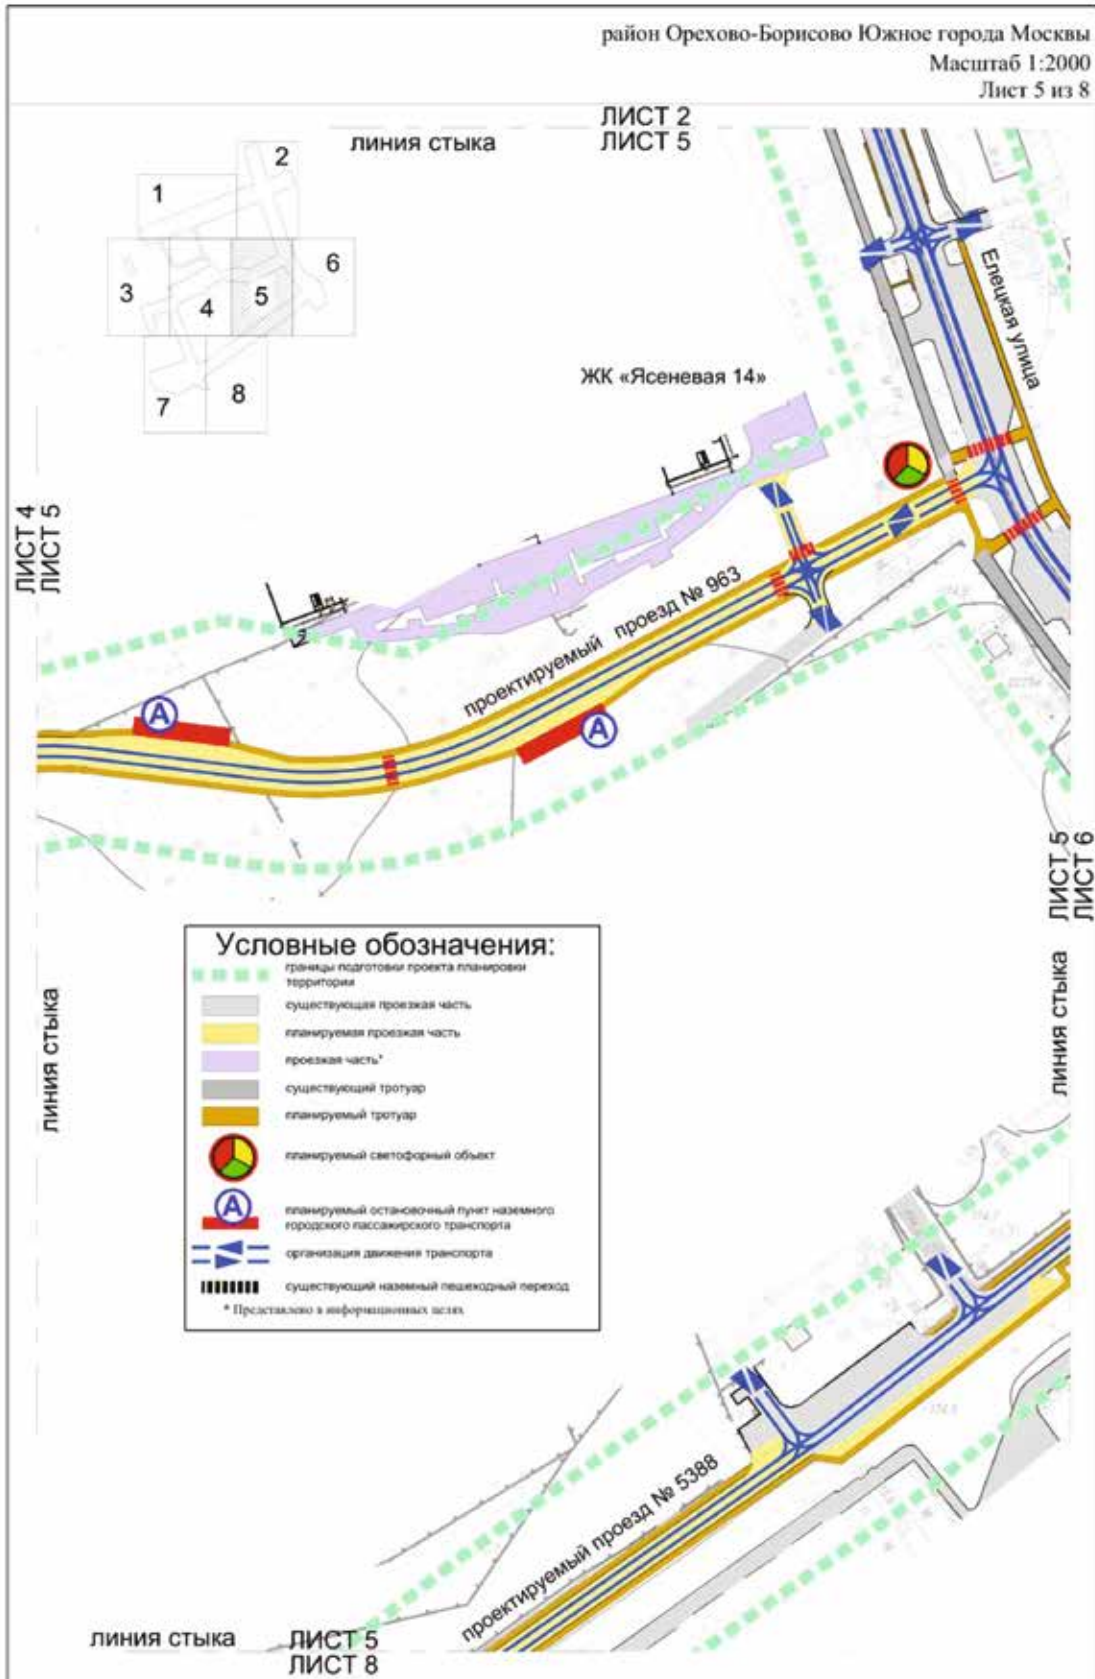 район Орехово-Борисово Южное города Москвы
Масштаб 1:2000
Лист 5 из 8
ЛИСТ 2
линия стыка
ЛИСТ 5
2
1
3
4
5
6
7
8
Елецкая улица
ЖК «Ясеневая 14»
ЛИСТ 4
ЛИСТ 5
проектируемый проезд № 963
А
А
ЛИСТ 5
ЛИСТ 6
линия стыка
линия стыка
Условные обозначения:
границы подготовки проекта планировки
территории
существующая проезжая часть
планируемая проезжая часть
проезжая часть*
существующий тротуар
планируемый тротуар
планируемый светофорный объект
А
планируемый остановочный пункт наземного
городского пассажирского транспорта
организация движения транспорта
существующий наземный пешеходный переход
* Представлено в информационных целях
проектируемый проезд № 5388
линия стыка
ЛИСТ 5
ЛИСТ 8